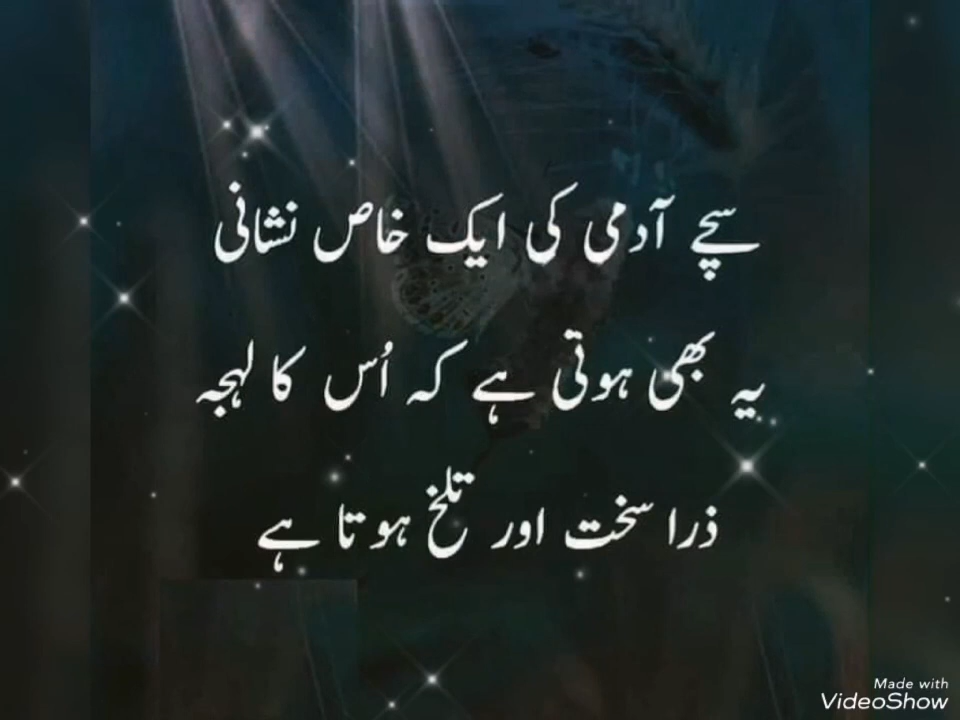 سچے آدمی کی ایک خاص نشانی
یہ بھی ہوتی ہے کہ اُس کا لہجہ
ذرا سخت اور تلخ ہوتا ہے
Made with
VideoShow